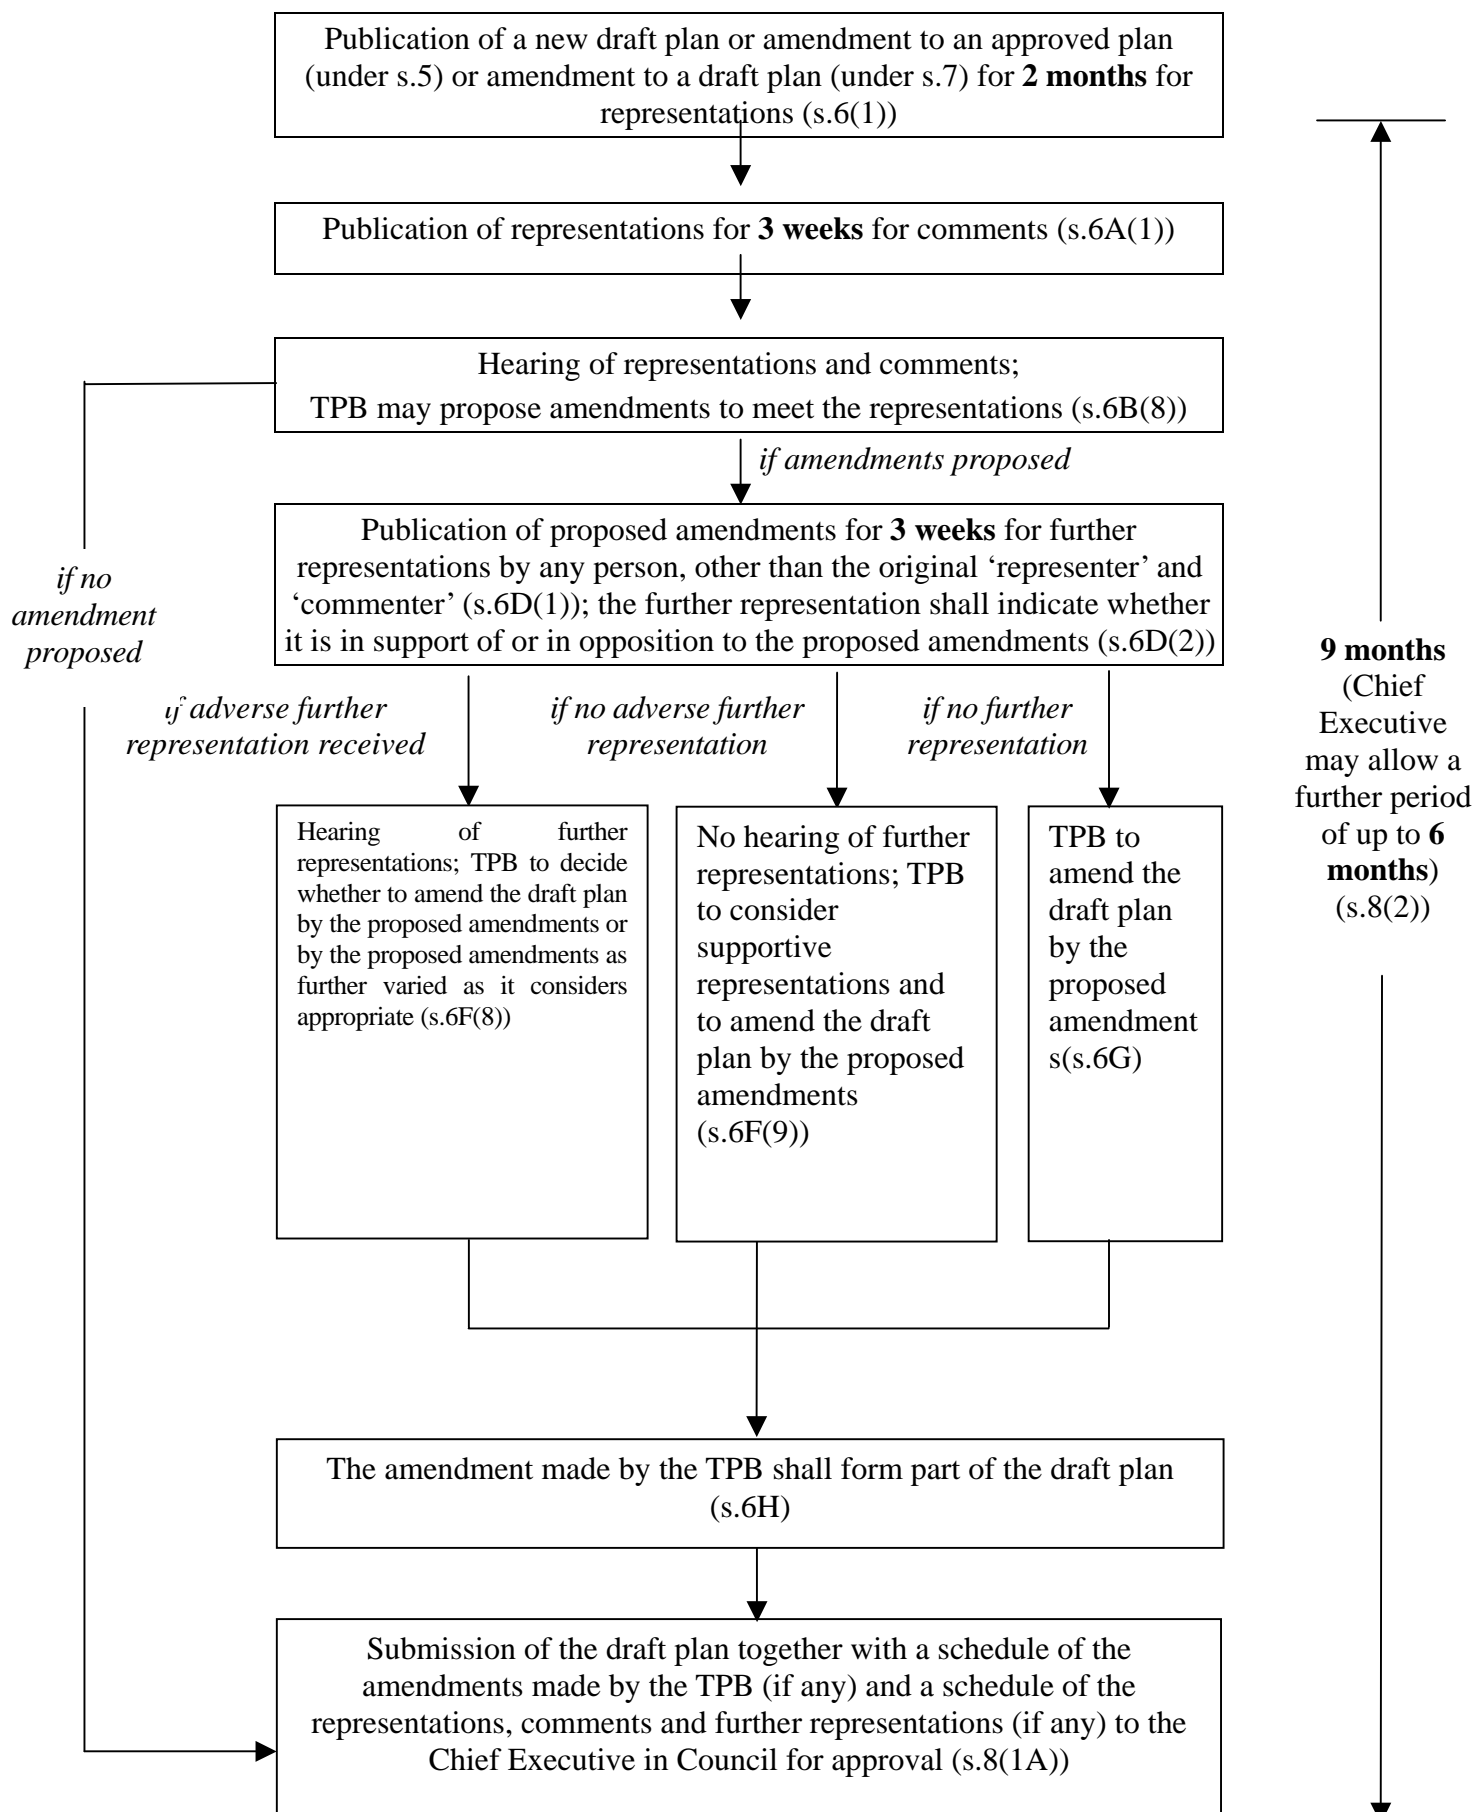 Publication of a new draft plan or amendment to an approved plan
(under s.5) or amendment to a draft plan (under s.7) for 2 months for
representations (s.6(1))
Publication of representations for 3 weeks for comments (s.6A(1))
Hearing of representations and comments;
TPB may propose amendments to meet the representations (s.6B(8))
if amendments proposed
Publication of proposed amendments for 3 weeks for further
representations by any person, other than the original ‘representer’ and
‘commenter’ (s.6D(1)); the further representation shall indicate whether
it is in support of or in opposition to the proposed amendments (s.6D(2))
if no
amendment
proposed
if adverse further
representation received
if no adverse further
representation
if no further
representation
Hearing of further
representations; TPB to decide
whether to amend the draft plan
by the proposed amendments or
by the proposed amendments as
further varied as it considers
appropriate (s.6F(8))
No hearing of further
representations; TPB
to consider
supportive
representations and
to amend the draft
plan by the proposed
amendments
(s.6F(9))
TPB to
amend the
draft plan
by the
proposed
amendment
s(s.6G)
9 months
(Chief
Executive
may allow a
further period
of up to 6
months)
(s.8(2))
The amendment made by the TPB shall form part of the draft plan
(s.6H)
Submission of the draft plan together with a schedule of the
amendments made by the TPB (if any) and a schedule of the
representations, comments and further representations (if any) to the
Chief Executive in Council for approval (s.8(1A))